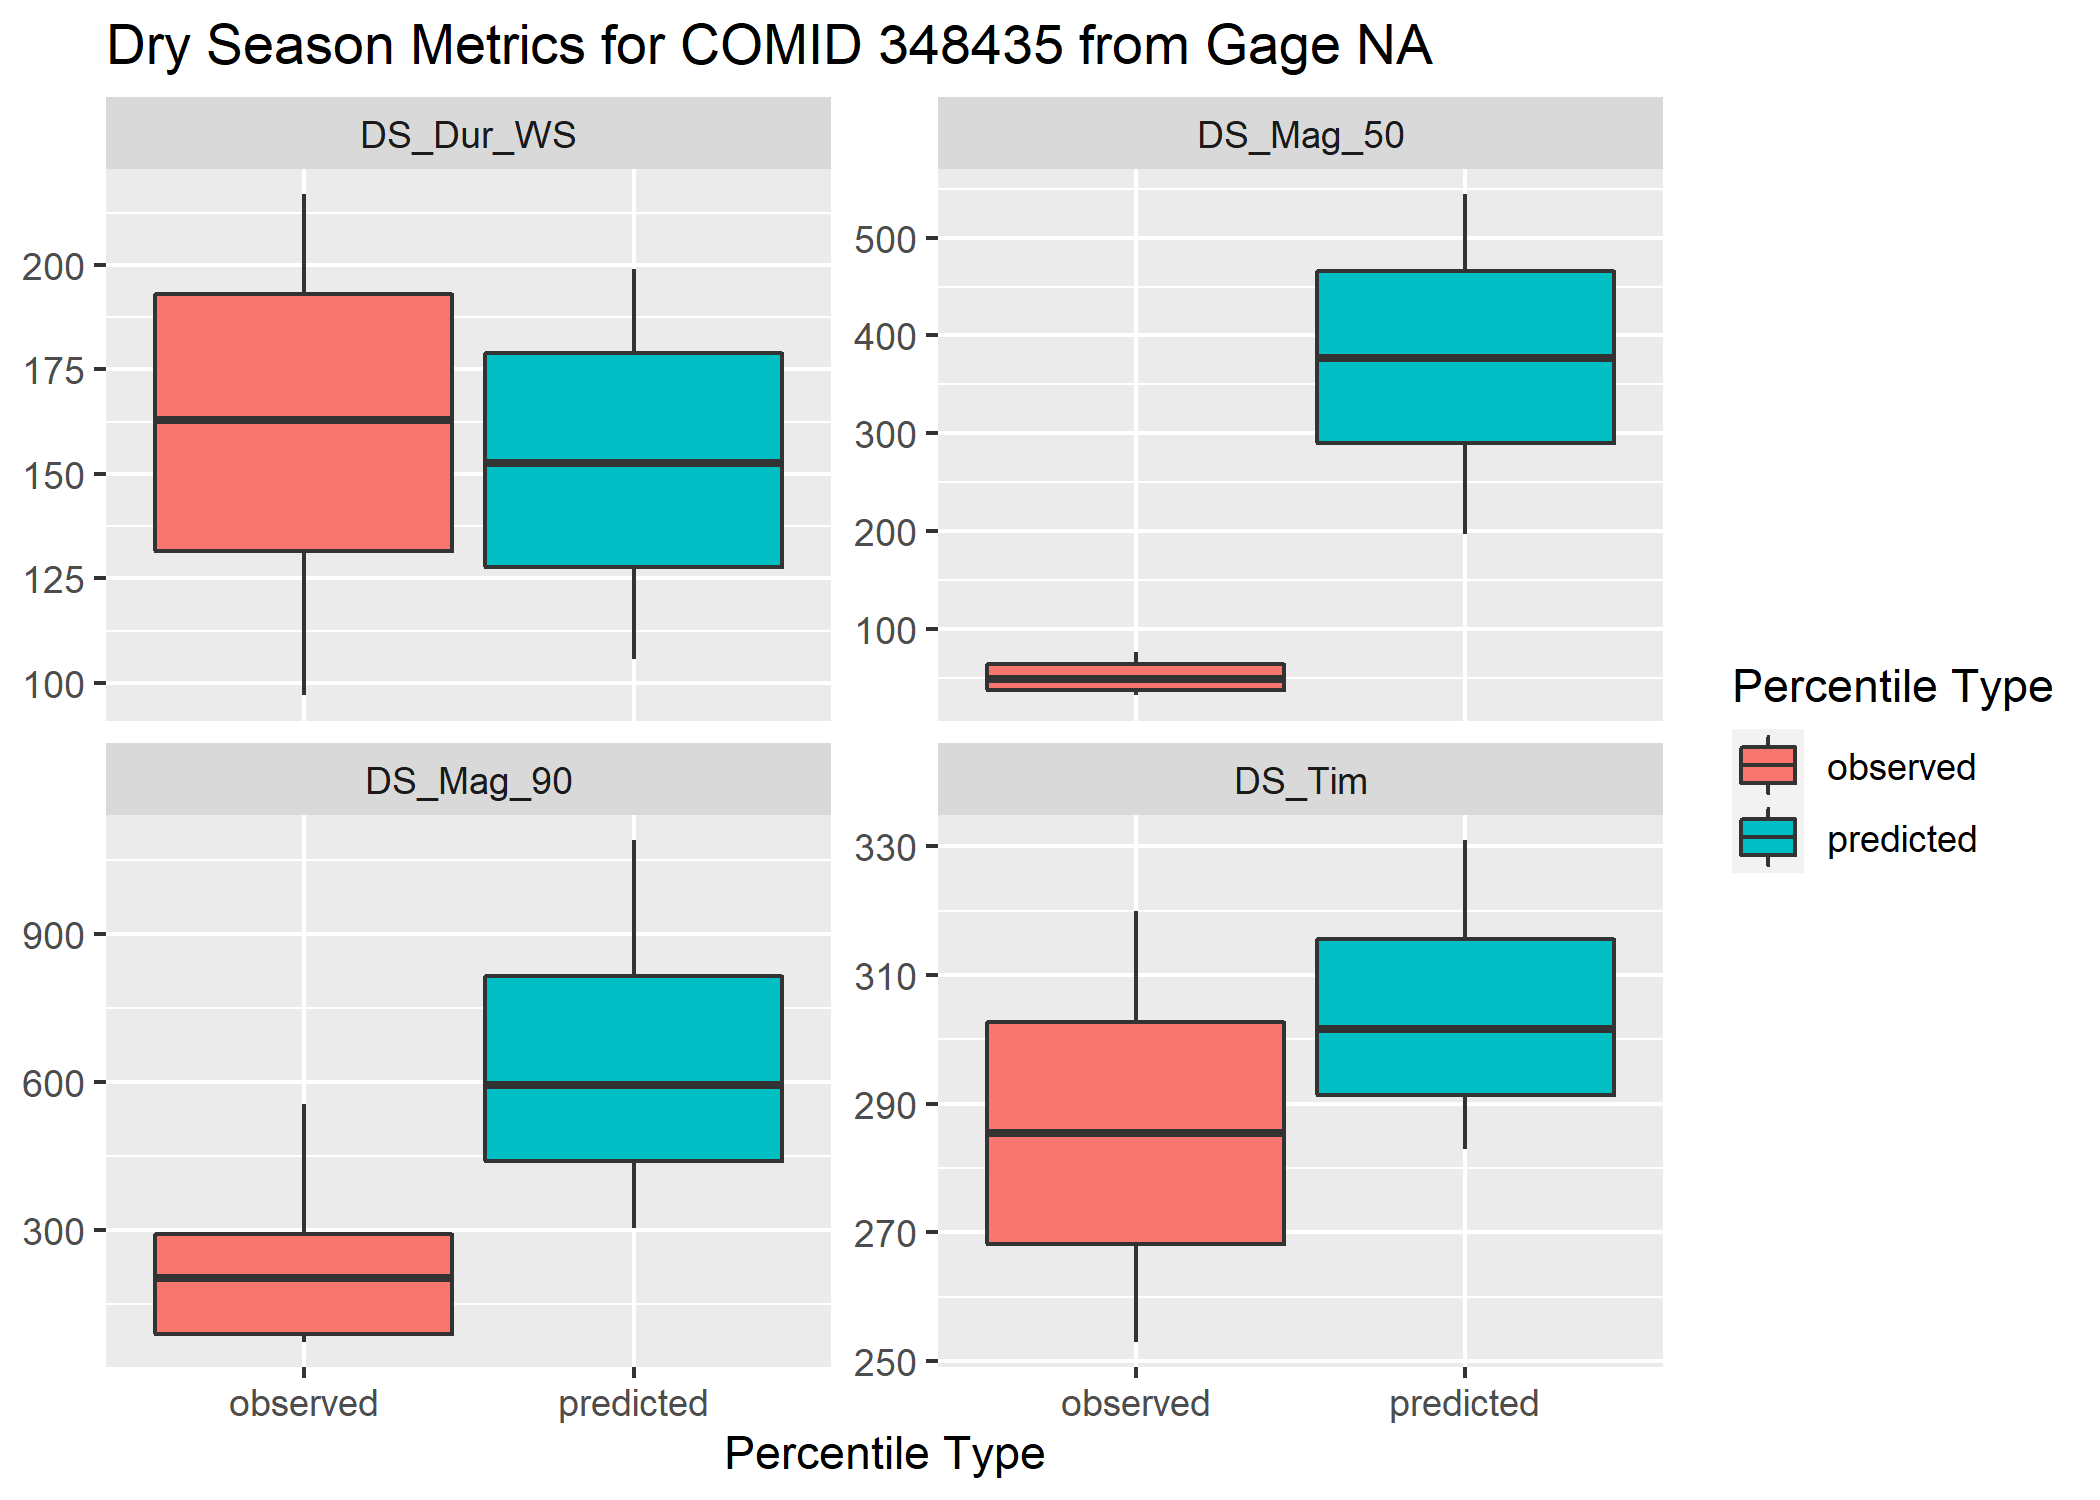 Dry Season Metrics for COMID 348435 from Gage NA
DS_Dur_WS
DS_Mag_50
200
175
150
125
100
500
400
300
200
100
DS_Mag_90
DS_Tim
900
600
300
330
310
290
270
250
observed
predicted
observed
predicted
Percentile Type
Percentile Type
observed
predicted